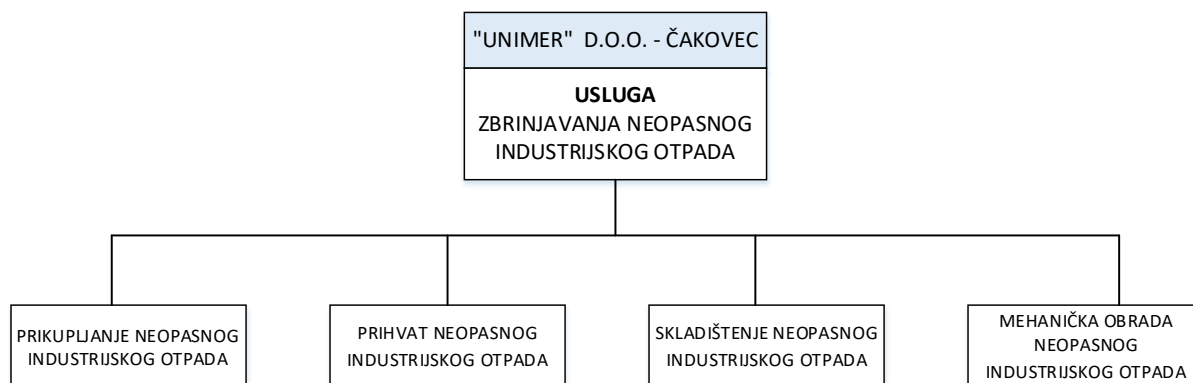 "UNIMER" D.O.O. - ČAKOVEC
USLUGA
ZBRINJAVANJA NEOPASNOG
INDUSTRIJSKOG OTPADA
PRIKUPLJANJE NEOPASNOG
INDUSTRIJSKOG OTPADA
PRIHVAT NEOPASNOG
INDUSTRIJSKOG OTPADA
SKLADIŠTENJE NEOPASNOG
INDUSTRIJSKOG OTPADA
MEHANIČKA OBRADA
NEOPASNOG
INDUSTRIJSKOG OTPADA